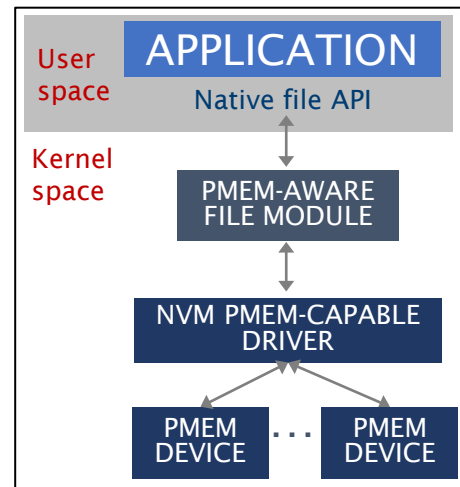 User
space
APPLICATION
Native file API
Kernel
space
PMEM-AWARE
FILE MODULE
NVM PMEM-CAPABLE
DRIVER
PMEM
DEVICE
...
PMEM
DEVICE